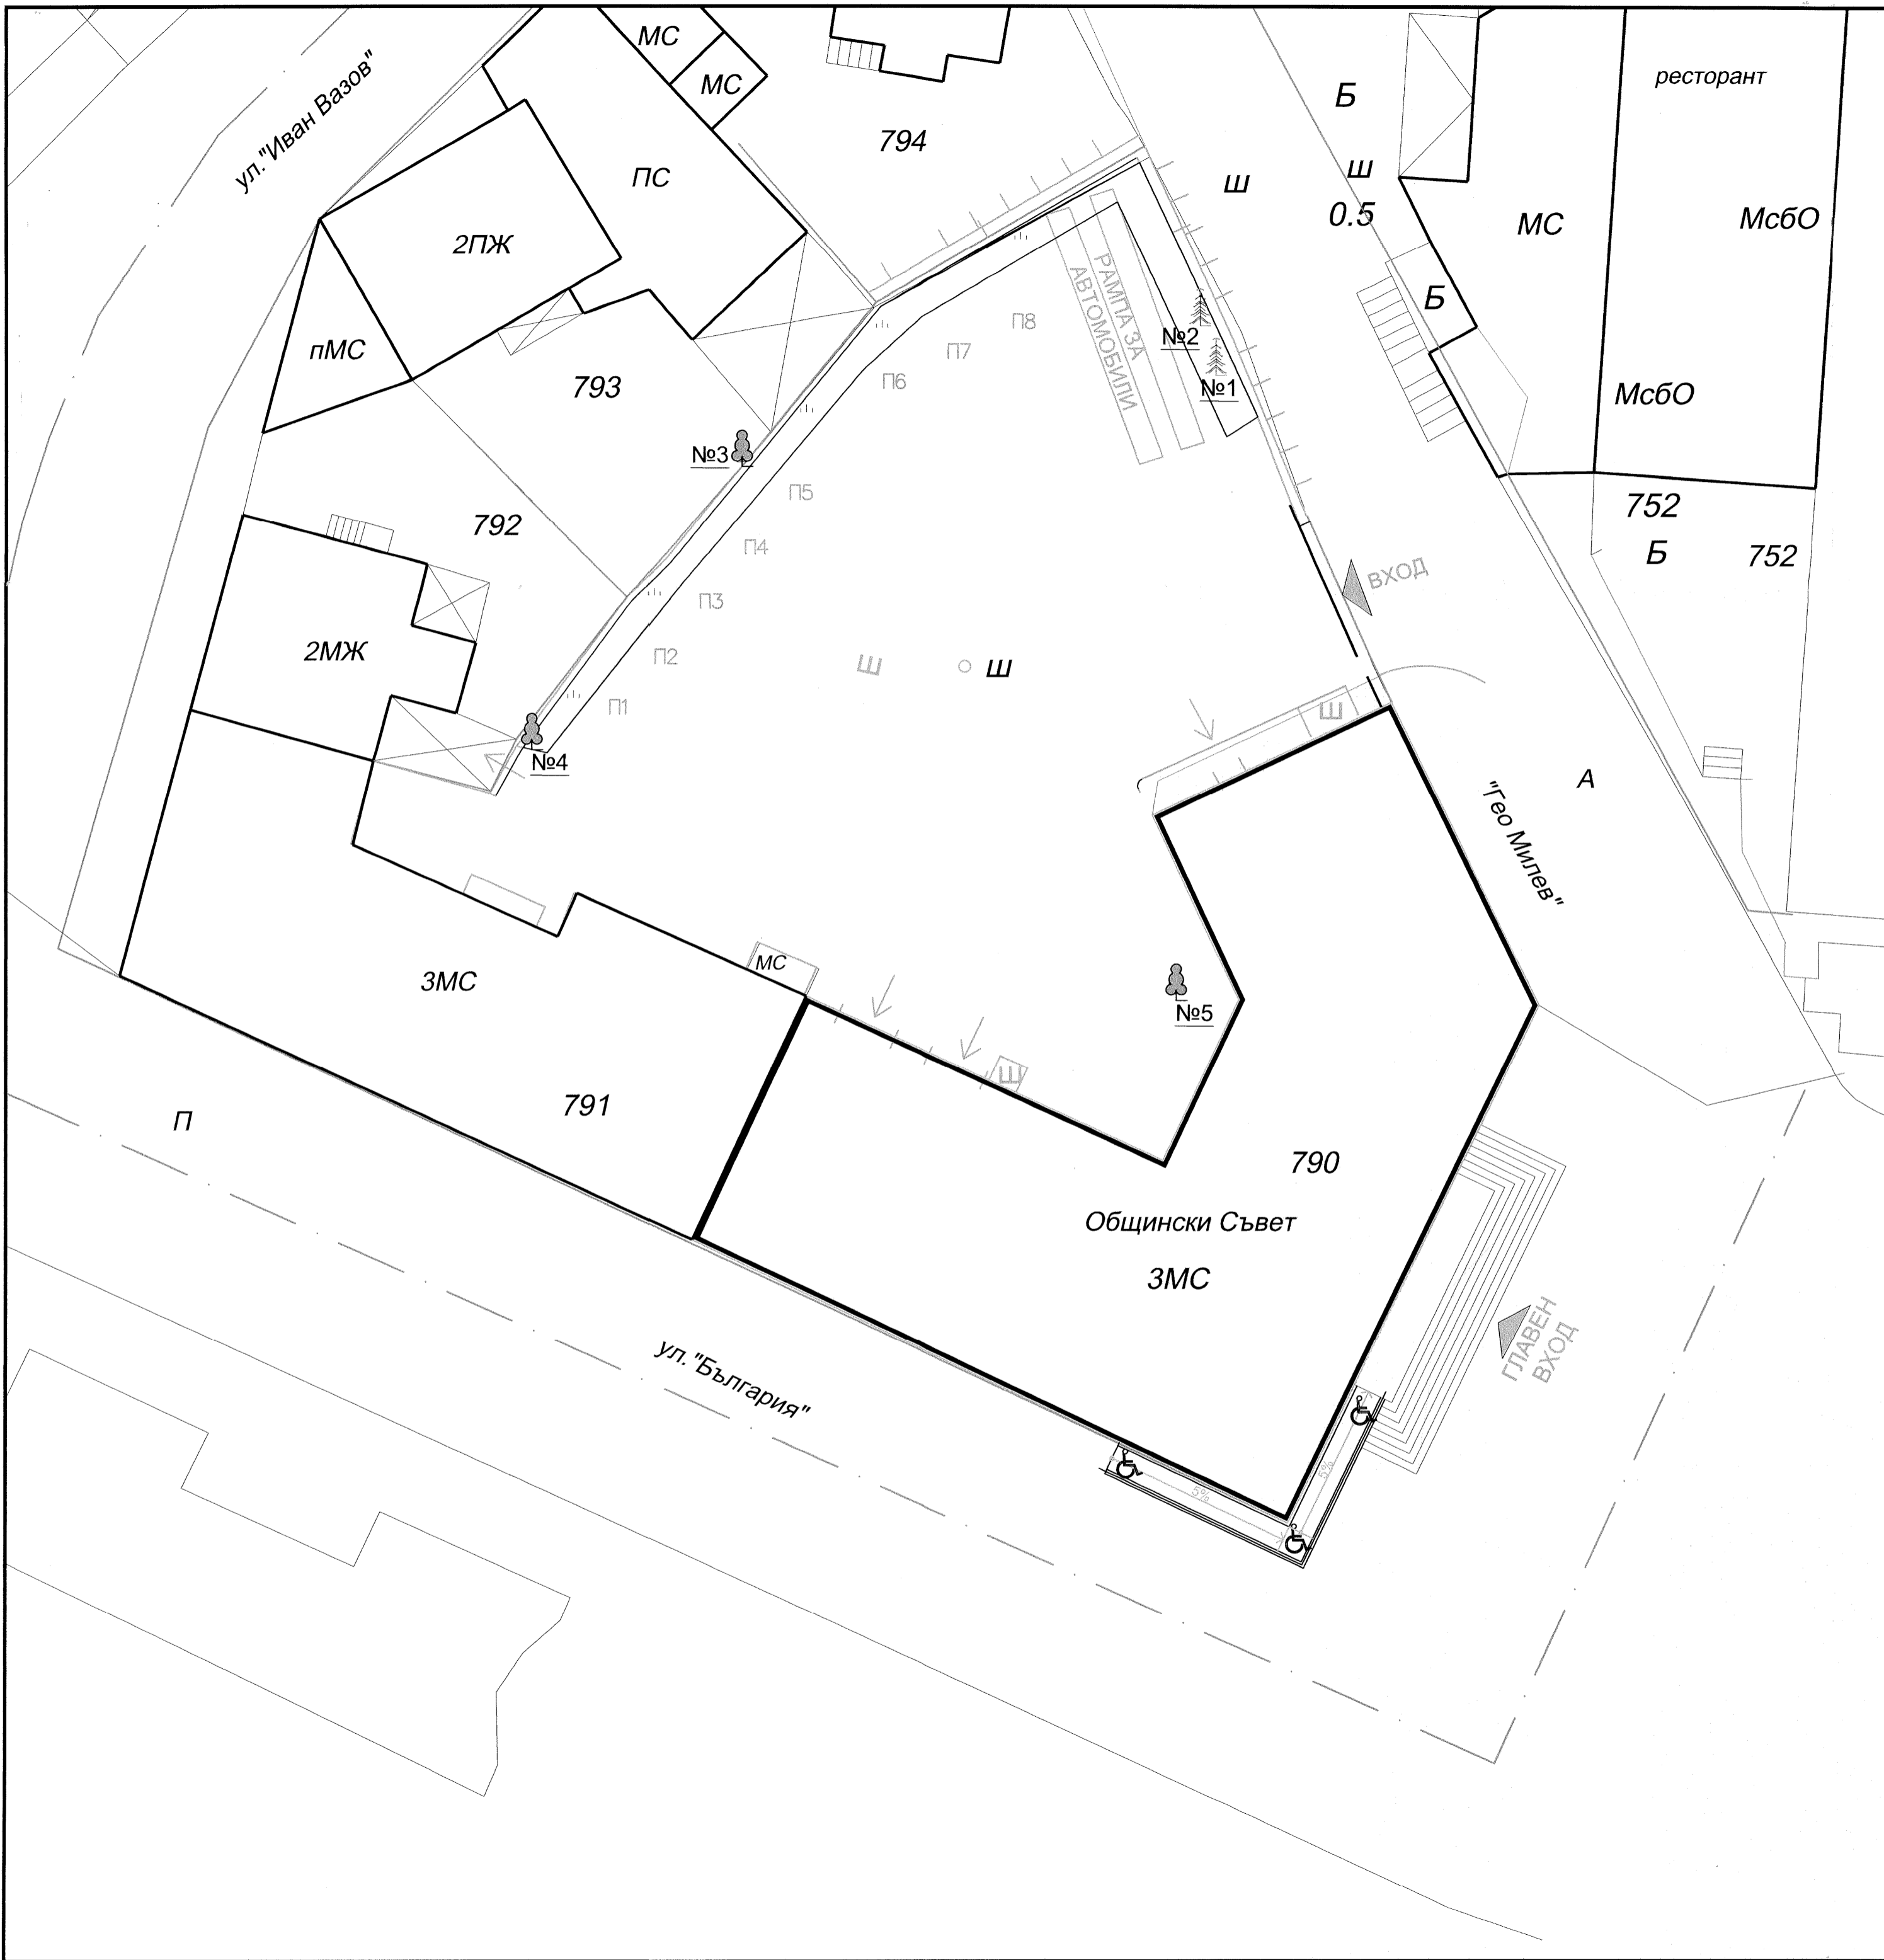 МС
ресторант
МС
Б
ул."Иван Вазов"
794
ПС
Ш
Ш
0.5
МС
МсбО
2ПЖ
Б
РАМПА ЗА
АВТОМОБИЛИ
П8
№2
пМС
П7
П6
793
№1
МсбО
№3
П5
752
792
П4
Б
752
ВХОД
П3
2МЖ
П2
Ш
Ш
П1
Ш
№4
А
"Гео Милев"
МС
3МС
№5
Ш
791
П
790
Общински Съвет
3МС
ул."България"
ГЛАВЕН
ВХОД
5%
5%